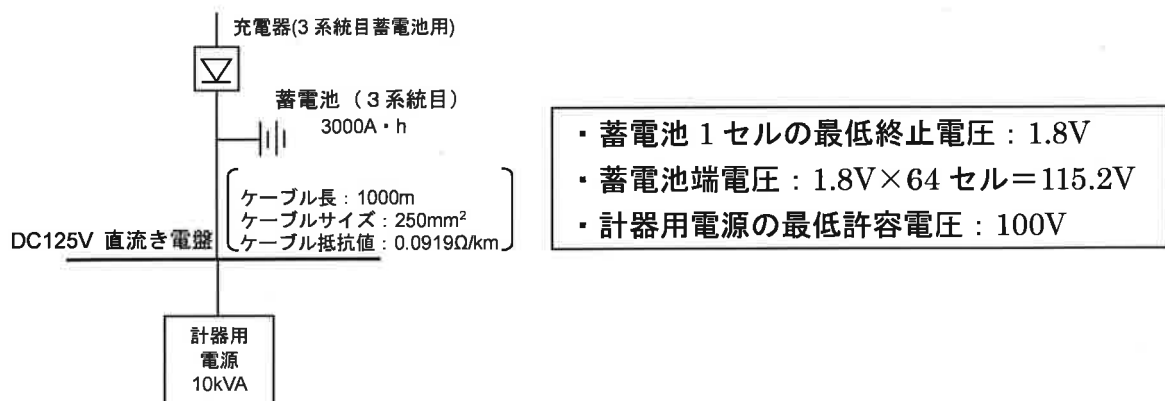 充電器(3系統目蓄電池用)
蓄電池（3系統目）
3000A・h
ケーブル長：1000m
ケーブルサイズ：250mm²
ケーブル抵抗値：0.0919Ω/km
DC125V 直流き電盤
計器用
電源
10kVA
・蓄電池1セルの最低終止電圧：1.8V
・蓄電池端電圧：1.8V×64セル＝115.2V
・計器用電源の最低許容電圧：100V